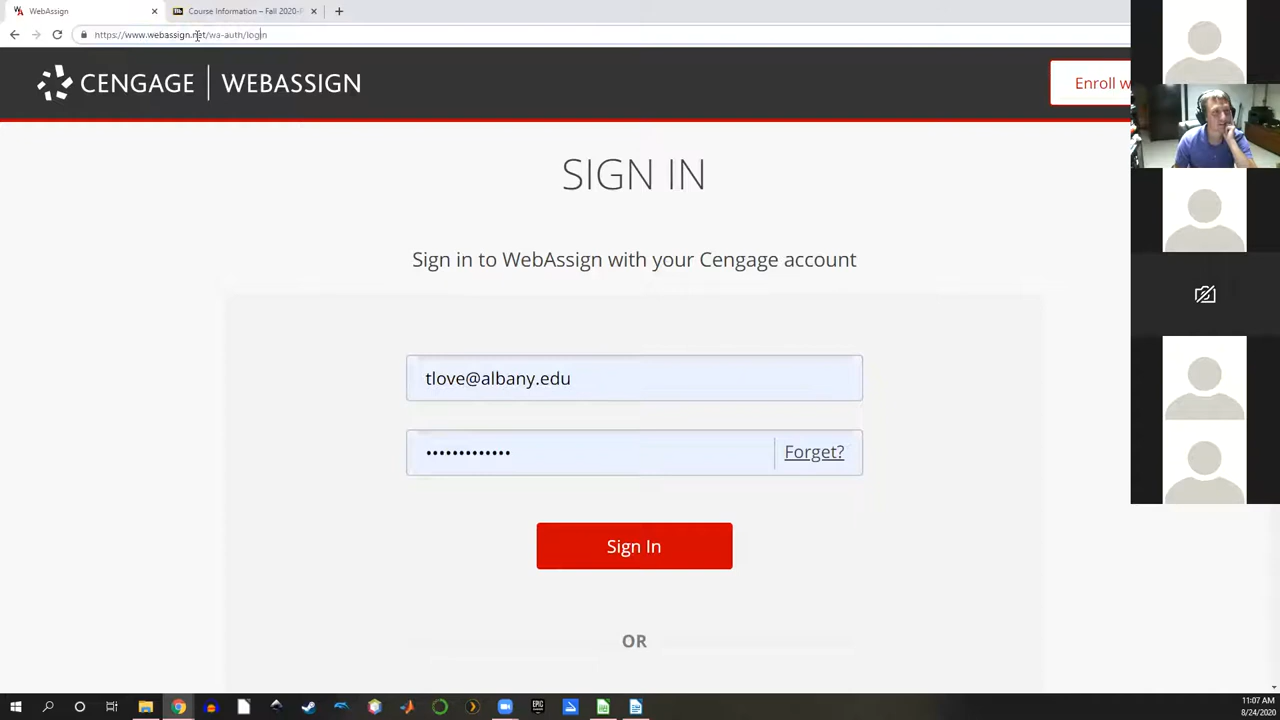 WebAssign
Course Information – Fall 2020-
https://www.webassign.net/wa-auth/login
CENGAGE | WEBASSIGN
Enroll w
SIGN IN
Sign in to WebAssign with your Cengage account
tlove@albany.edu
•••••••••••••
Forget?
Sign In
OR
11:07 AM
8/24/2020